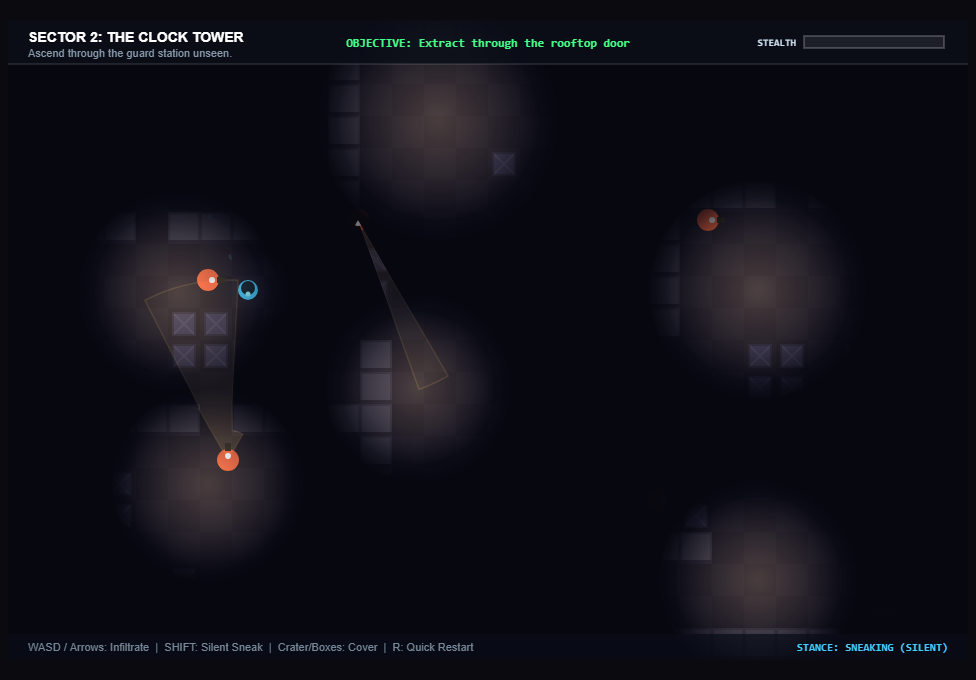 SECTOR 2: THE CLOCK TOWER
Ascend through the guard station unseen.
OBJECTIVE: Extract through the rooftop door
STEALTH
WASD / Arrows: Infiltrate | SHIFT: Silent Sneak | Crater/Boxes: Cover | R: Quick Restart
STANCE: SNEAKING (SILENT)